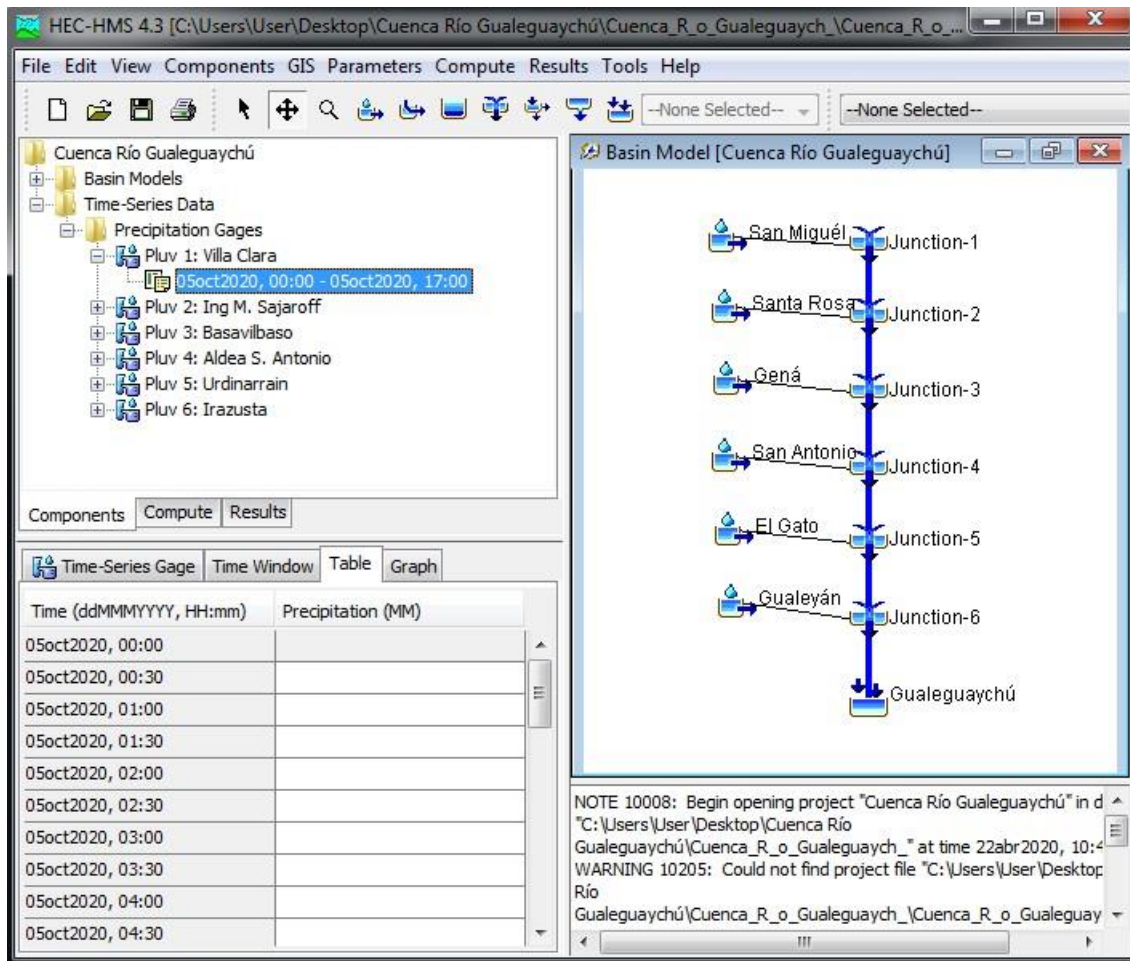 HEC-HMS 4.3 [C:\Users\User\Desktop\Cuenca Río Gualeguaychú\Cuenca_R_o_Gualeguaych_\Cuenca_R_o_...
File Edit View Components GIS Parameters Compute Results Tools Help
--None Selected--
--None Selected--
Cuenca Río Gualeguaychú
Basin Models
Time-Series Data
Precipitation Gages
Pluv 1: Villa Clara
05oct2020, 00:00 - 05oct2020, 17:00
Pluv 2: Ing M. Sajaroff
Pluv 3: Basavilbaso
Pluv 4: Aldea S. Antonio
Pluv 5: Urdinarrain
Pluv 6: Irazusta
Components Compute Results
Time-Series Gage Time Window Table Graph
Time (ddMMMYYYY, HH:mm) Precipitation (MM)
05oct2020, 00:00
05oct2020, 00:30
05oct2020, 01:00
05oct2020, 01:30
05oct2020, 02:00
05oct2020, 02:30
05oct2020, 03:00
05oct2020, 03:30
05oct2020, 04:00
05oct2020, 04:30
Basin Model [Cuenca Río Gualeguaychú]
San Miguél Junction-1
Santa Rosa Junction-2
Gená Junction-3
San Antonio Junction-4
El Gato Junction-5
Gualeyán Junction-6
Gualeguaychú
NOTE 10008: Begin opening project "Cuenca Río Gualeguaychú" in d
"C:\Users\User\Desktop\Cuenca Río
Gualeguaychú\Cuenca_R_o_Gualeguaych_" at time 22abr2020, 10:4
WARNING 10205: Could not find project file "C:\Users\User\Desktop
Río
Gualeguaychú\Cuenca_R_o_Gualeguaych_\Cuenca_R_o_Gualeguay